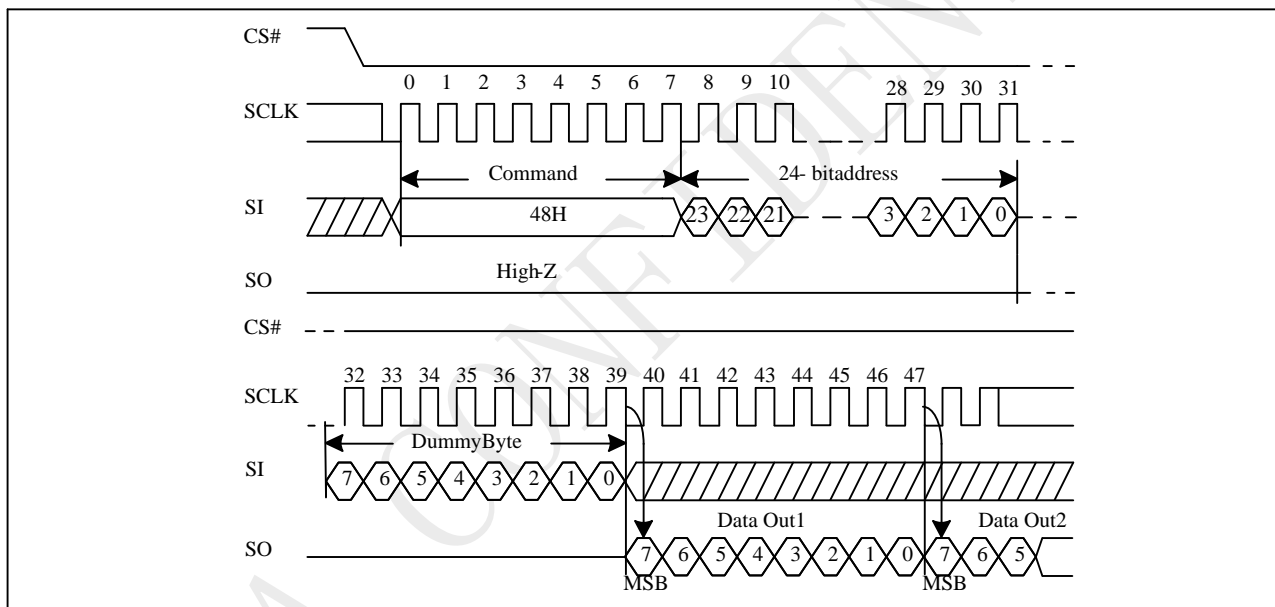 CS#
0 1 2 3 4 5 6 7 8 9 10 28 29 30 31
SCLK
Command 24- bitaddress
SI 48H 23 22 21 3 2 1 0
High-Z
SO
CS#
32 33 34 35 36 37 38 39 40 41 42 43 44 45 46 47
SCLK
DummyByte
SI 7 6 5 4 3 2 1 0
Data Out1 Data Out2
SO 7 6 5 4 3 2 1 0 7 6 5
MSB MSB